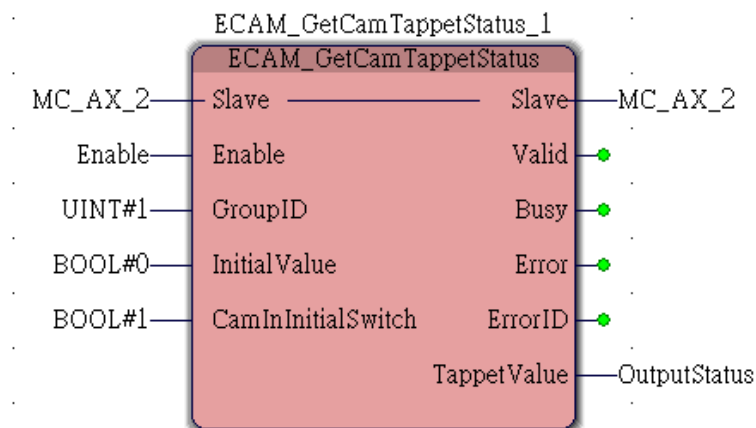 ECAM_GetCamTappetStatus_1
ECAM_GetCamTappetStatus
MC_AX_2 Slave Slave MC_AX_2
Enable Enable Valid
UINT#1 GroupID Busy
BOOL#0 InitialValue Error
BOOL#1 CamInInitialSwitch ErrorID
TappetValue OutputStatus